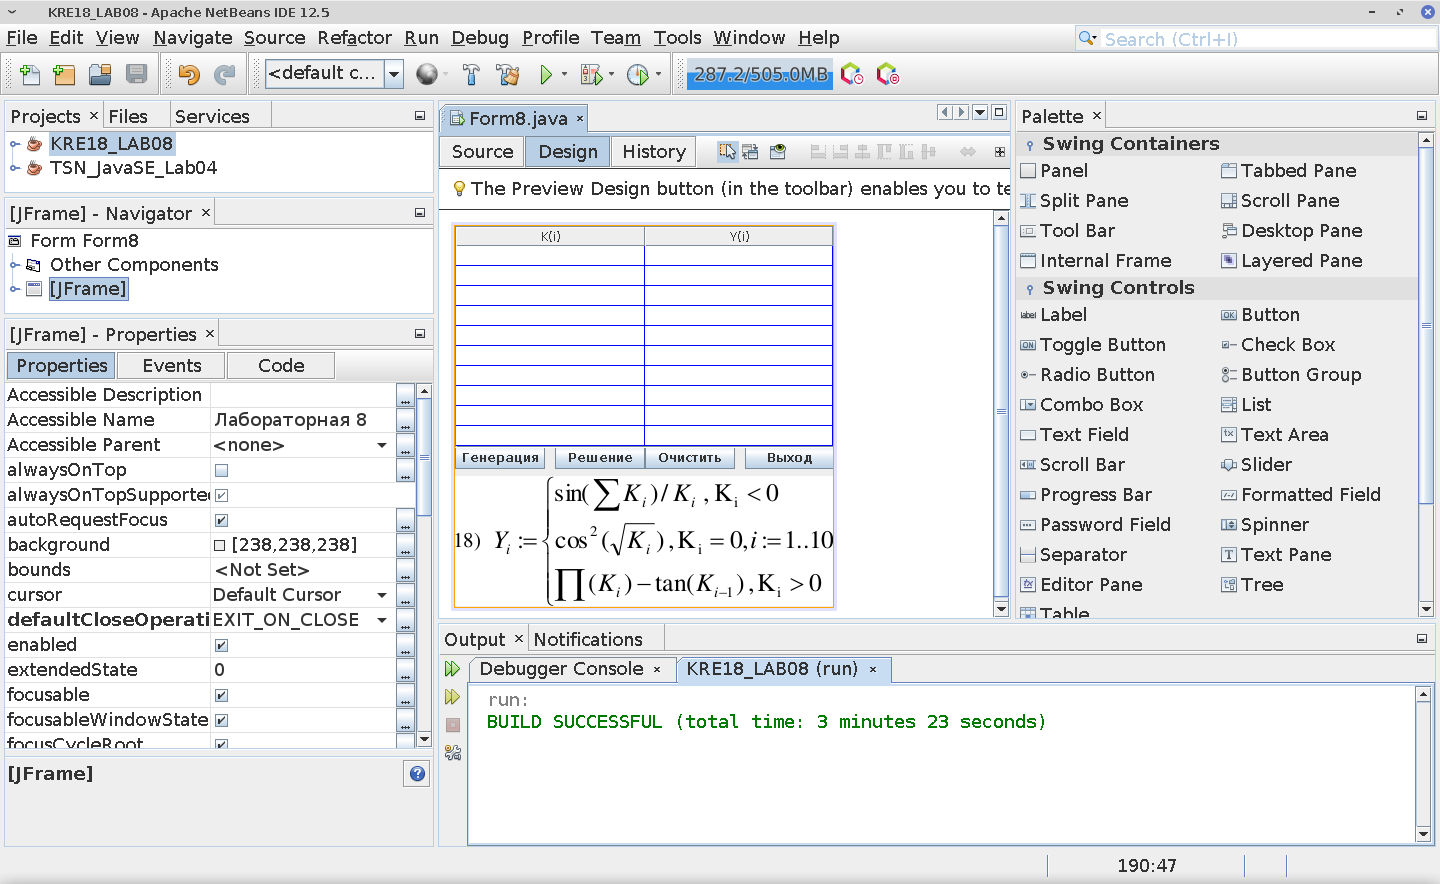 KRE18_LAB08 - Apache NetBeans IDE 12.5
File Edit View Navigate Source Refactor Run Debug Profile Team Tools Window Help
Search (Ctrl+I)
<default c...
287.2/505.0MB
Projects Files Services
KRE18_LAB08
TSN_JavaSE_Lab04
[JFrame] - Navigator
Form Form8
Other Components
[JFrame]
[JFrame] - Properties
Properties Events Code
Accessible Description
Accessible Name Лабораторная 8
Accessible Parent <none>
alwaysOnTop
alwaysOnTopSupporte
autoRequestFocus
background [238,238,238]
bounds <Not Set>
cursor Default Cursor
defaultCloseOperati EXIT_ON_CLOSE
enabled
extendedState 0
focusable
focusableWindowState
focusCycleRoot
[JFrame]
Form8.java
Source Design History
The Preview Design button (in the toolbar) enables you to te
K(i) Y(i)
Генерация Решение Очистить Выход
sin(∑K_i)/K_i, K_i < 0
18) Y_i := { cos²(√K_i), K_i = 0, i := 1..10
∏(K_i) − tan(K_{i−1}), K_i > 0
Palette
Swing Containers
Panel Tabbed Pane
Split Pane Scroll Pane
Tool Bar Desktop Pane
Internal Frame Layered Pane
Swing Controls
Label Button
Toggle Button Check Box
Radio Button Button Group
Combo Box List
Text Field Text Area
Scroll Bar Slider
Progress Bar Formatted Field
Password Field Spinner
Separator Text Pane
Editor Pane Tree
Table
Output Notifications
Debugger Console KRE18_LAB08 (run)
run:
BUILD SUCCESSFUL (total time: 3 minutes 23 seconds)
190:47